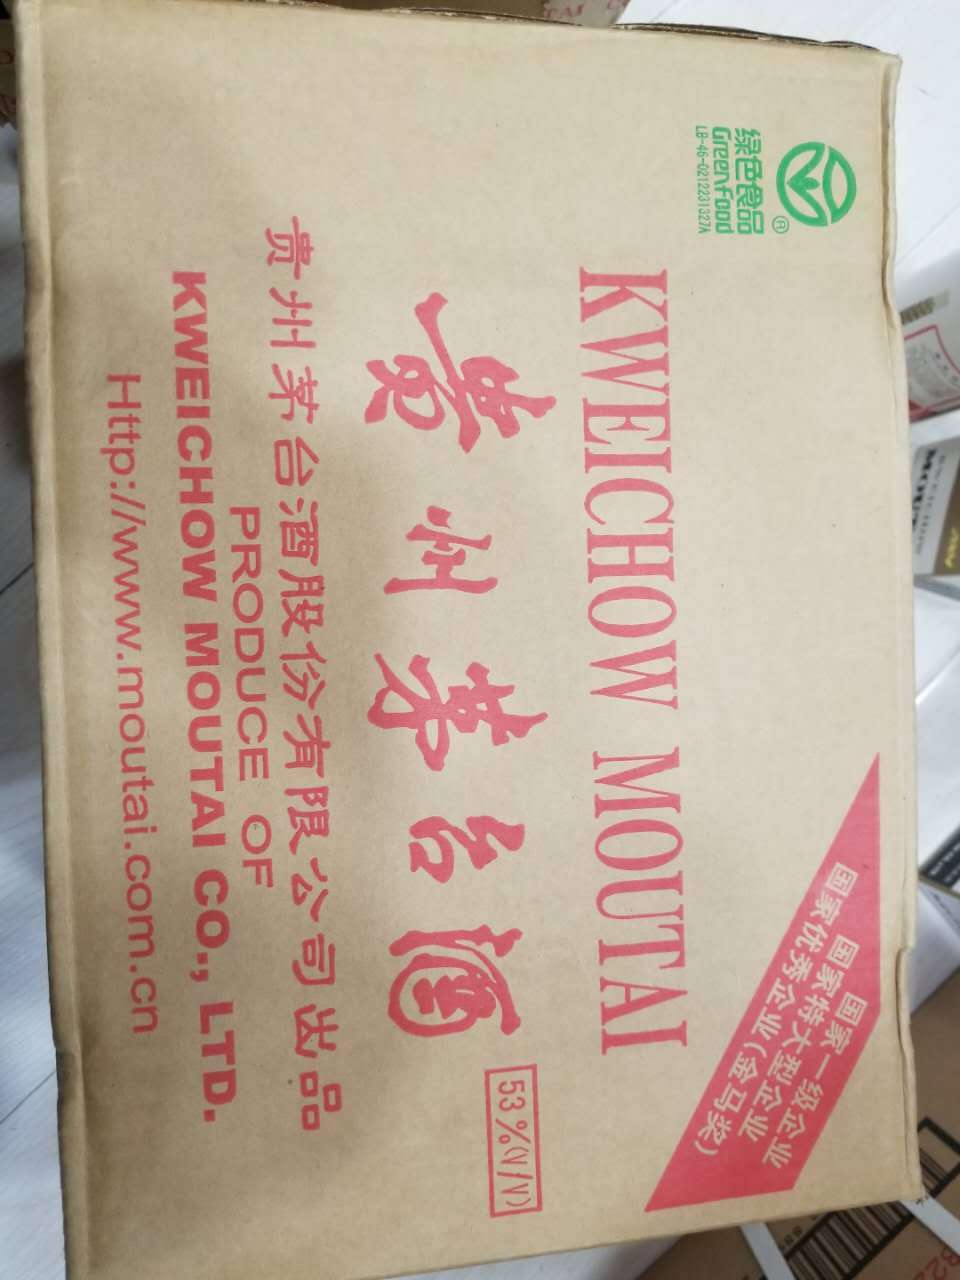 绿色食品
Greenfood
LB-46-0212231327A
®
KWEICHOW MOUTAI
国家一级企业
国家特大型企业
国家优秀企业(金马奖)
贵州茅台酒
53%(V/V)
贵州茅台酒股份有限公司出品
PRODUCE OF
KWEICHOW MOUTAI CO., LTD.
Http://www.moutai.com.cn